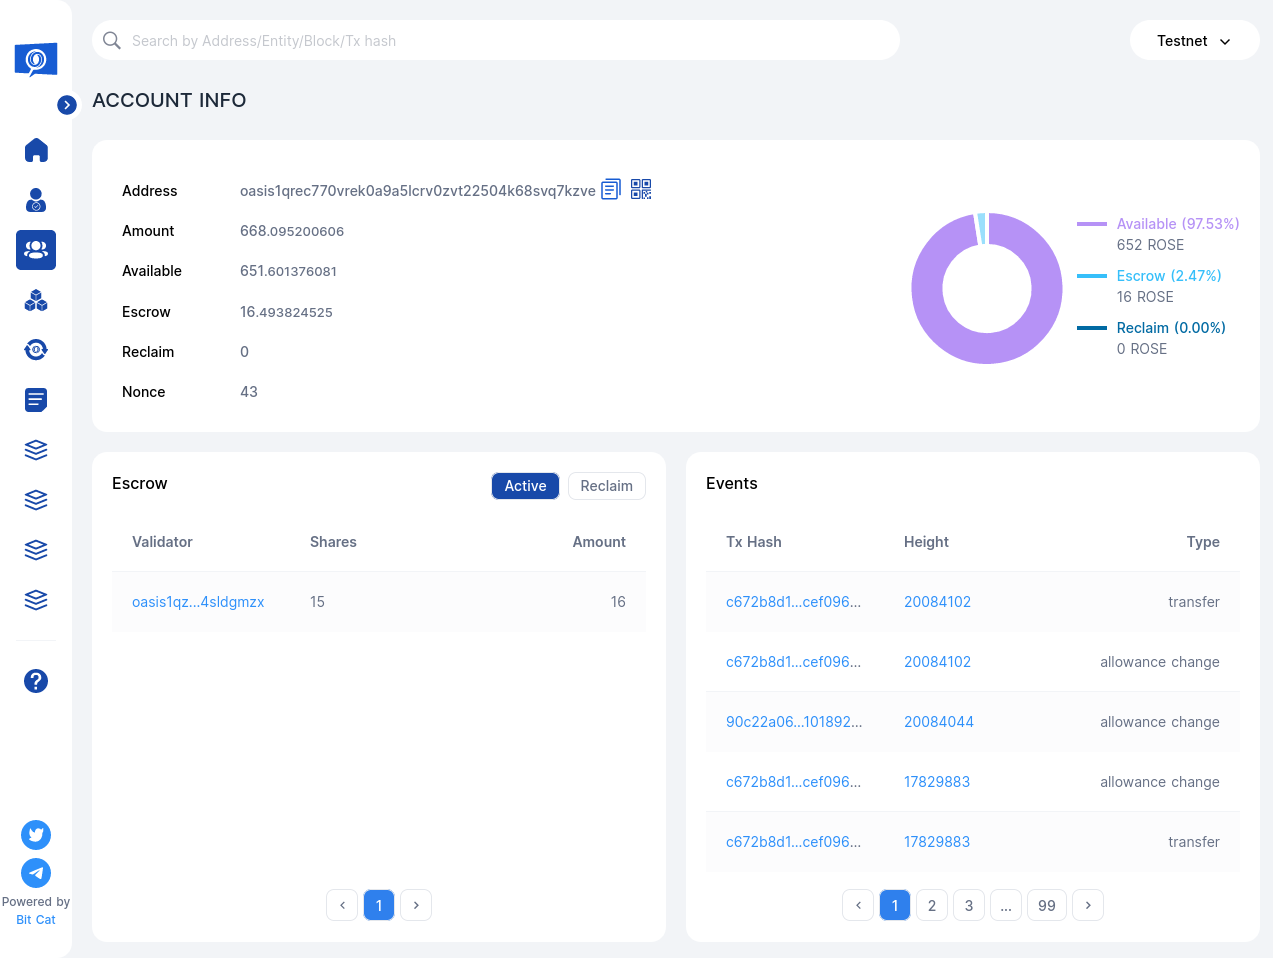 Search by Address/Entity/Block/Tx hash
Testnet
ACCOUNT INFO
Address oasis1qrec770vrek0a9a5lcrv0zvt22504k68svq7kzve
Amount 668.095200606
Available 651.601376081
Escrow 16.493824525
Reclaim 0
Nonce 43
Available (97.53%)
652 ROSE
Escrow (2.47%)
16 ROSE
Reclaim (0.00%)
0 ROSE
Escrow
Active Reclaim
Validator Shares Amount
oasis1qz...4sldgmzx 15 16
1
Events
Tx Hash Height Type
c672b8d1...cef096... 20084102 transfer
c672b8d1...cef096... 20084102 allowance change
90c22a06...101892... 20084044 allowance change
c672b8d1...cef096... 17829883 allowance change
c672b8d1...cef096... 17829883 transfer
1 2 3 ... 99
Powered by
Bit Cat